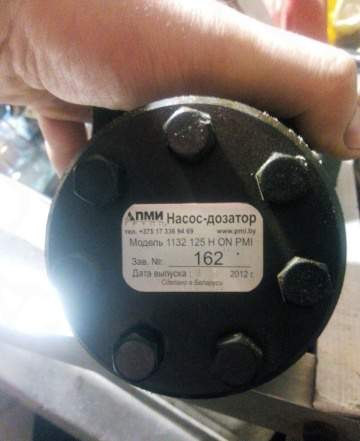 ПМИ Насос-дозатор
тел. +375 17 336 94 69 www.pmi.by
Модель 1132 125 H ON PMI
Зав. №: 162
Дата выпуска : 2012 г.
Сделано в Беларуси